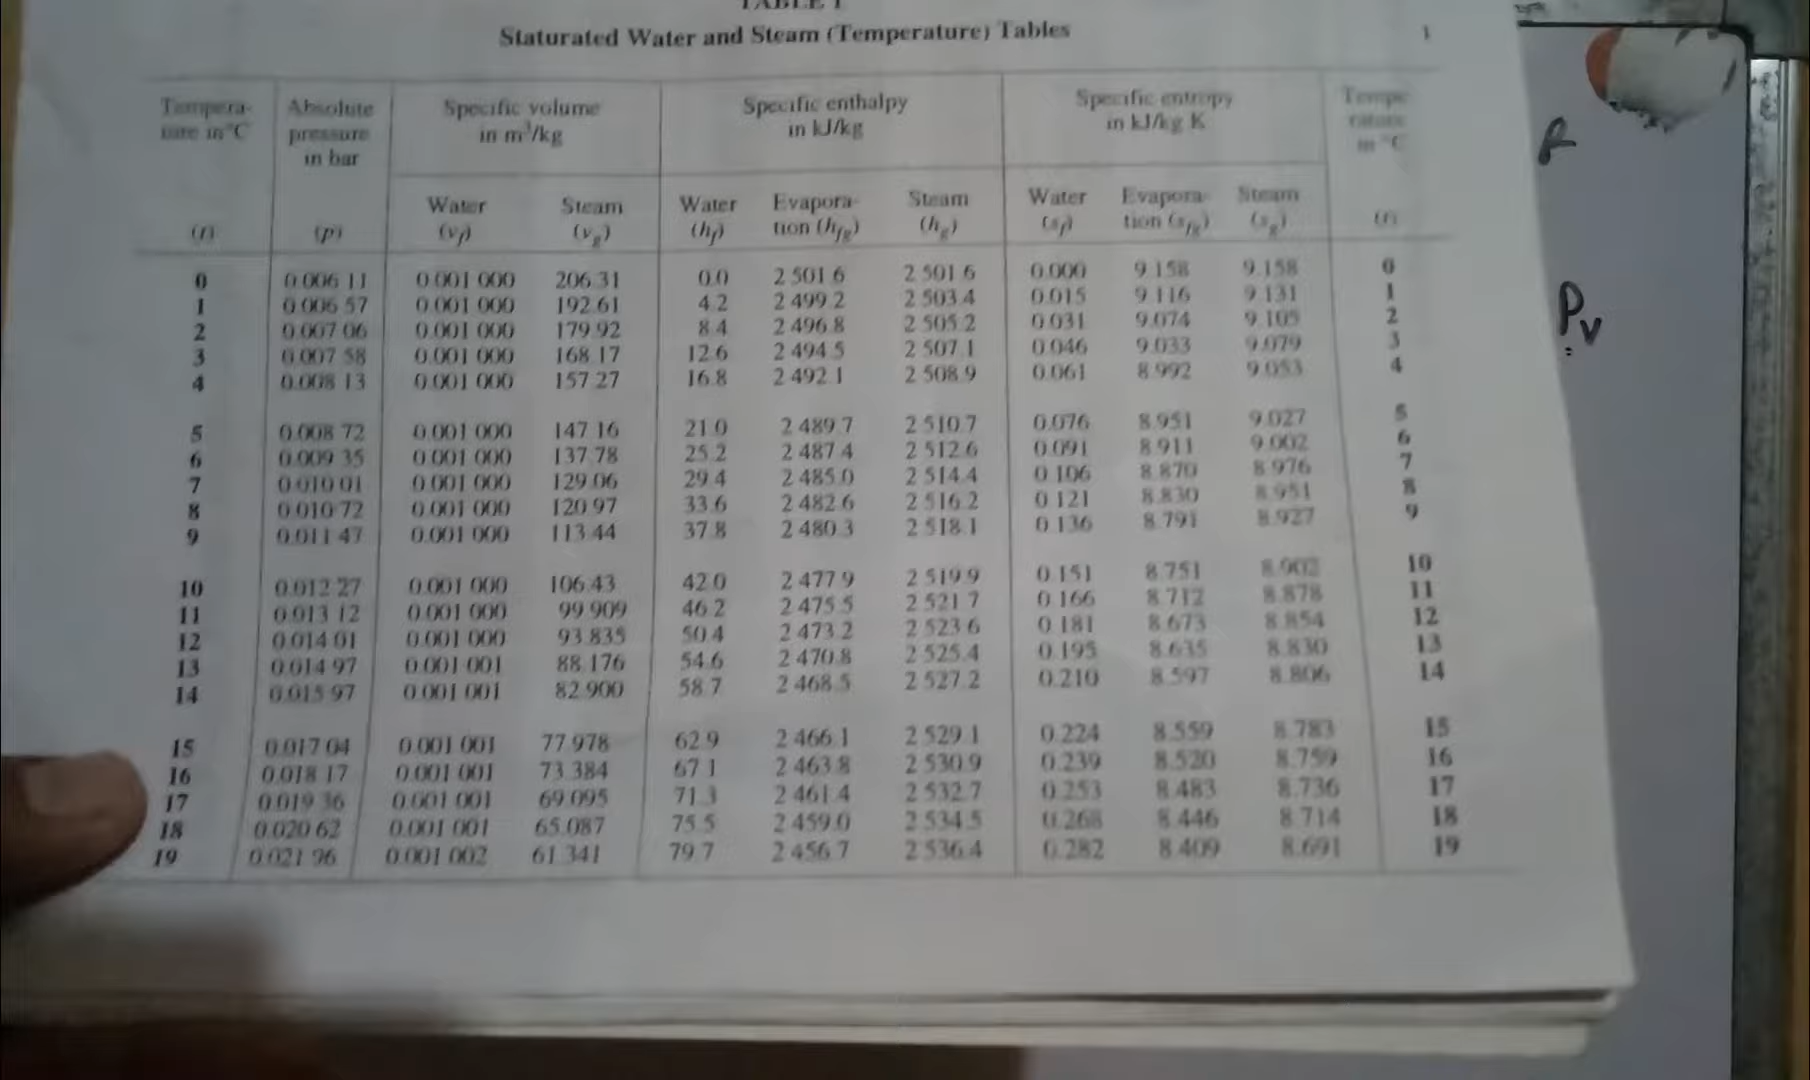 TABLE 1
Staturated Water and Steam (Temperature) Tables 1
Tempera- Absolute Specific volume Specific enthalpy Specific entropy Tempe
ture in °C pressure in m³/kg in kJ/kg in kJ/kg K rature
in bar in °C
Water Steam Water Evapora- Steam Water Evapora- Steam
(t) (p) (vf) (vg) (hf) tion (hfg) (hg) (sf) tion (sfg) (sg) (t)
0 0.006 11 0.001 000 206.31 0.0 2 501.6 2 501.6 0.000 9.158 9.158 0
1 0.006 57 0.001 000 192.61 4.2 2 499.2 2 503.4 0.015 9.116 9.131 1
2 0.007 06 0.001 000 179.92 8.4 2 496.8 2 505.2 0.031 9.074 9.105 2
3 0.007 58 0.001 000 168.17 12.6 2 494.5 2 507.1 0.046 9.033 9.079 3
4 0.008 13 0.001 000 157.27 16.8 2 492.1 2 508.9 0.061 8.992 9.053 4
5 0.008 72 0.001 000 147.16 21.0 2 489.7 2 510.7 0.076 8.951 9.027 5
6 0.009 35 0.001 000 137.78 25.2 2 487.4 2 512.6 0.091 8.911 9.002 6
7 0.010 01 0.001 000 129.06 29.4 2 485.0 2 514.4 0.106 8.870 8.976 7
8 0.010 72 0.001 000 120.97 33.6 2 482.6 2 516.2 0.121 8.830 8.951 8
9 0.011 47 0.001 000 113.44 37.8 2 480.3 2 518.1 0.136 8.791 8.927 9
10 0.012 27 0.001 000 106.43 42.0 2 477.9 2 519.9 0.151 8.751 8.902 10
11 0.013 12 0.001 000 99.909 46.2 2 475.5 2 521.7 0.166 8.712 8.878 11
12 0.014 01 0.001 000 93.835 50.4 2 473.2 2 523.6 0.181 8.673 8.854 12
13 0.014 97 0.001 001 88.176 54.6 2 470.8 2 525.4 0.195 8.635 8.830 13
14 0.015 97 0.001 001 82.900 58.7 2 468.5 2 527.2 0.210 8.597 8.806 14
15 0.017 04 0.001 001 77.978 62.9 2 466.1 2 529.1 0.224 8.559 8.783 15
16 0.018 17 0.001 001 73.384 67.1 2 463.8 2 530.9 0.239 8.520 8.759 16
17 0.019 36 0.001 001 69.095 71.3 2 461.4 2 532.7 0.253 8.483 8.736 17
18 0.020 62 0.001 001 65.087 75.5 2 459.0 2 534.5 0.268 8.446 8.714 18
19 0.021 96 0.001 002 61.341 79.7 2 456.7 2 536.4 0.282 8.409 8.691 19
Pv